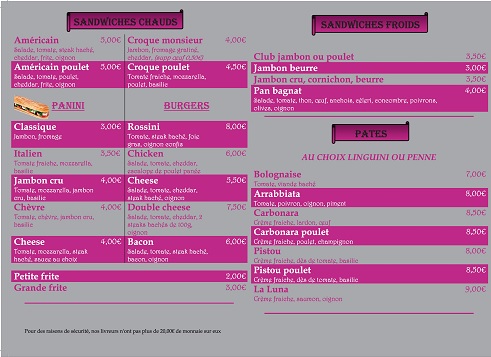 SANDWICHES CHAUDS
Américain 5,00€
Salade, tomate, steak haché,
cheddar, frite, oignon
Américain poulet 5,00€
Salade, tomate, poulet,
cheddar, frite, oignon
Croque monsieur 4,00€
Jambon, fromage gratiné,
cheddar,
Croque poulet 4,50€
Tomate fraiche, mozzarella,
poulet, basilic
PANINI
Classique 3,00€
Jambon, fromage
Italien 3,50€
Tomate fraiche, mozzarella,
basilic
Jambon cru 4,00€
Tomate, mozzarella, jambon
cru, basilic
Chèvre 4,00€
Tomate, chèvre, jambon cru,
basilic
Cheese 4,00€
Tomate, mozzarella, steak
haché, sauce au choix
BURGERS
Rossini 8,00€
Tomate, steak haché, foie
gras, oignon confis
Chicken 6,00€
Salade, tomate, cheddar,
escalope de poulet panée
Cheese 5,50€
Salade, tomate, cheddar,
steak haché, oignon
Double cheese 7,50€
Salade, tomate, cheddar, 2
steaks hachés de 100g,
oignon
Bacon 6,00€
Salade, tomate, steak haché,
bacon, oignon
Petite frite 2,00€
Grande frite 3,00€
Pour des raisons de sécurité, nos livreurs n'ont pas plus de 20,00€ de monnaie sur eux
SANDWICHES FROIDS
Club jambon ou poulet 3,50€
Jambon beurre 3,00€
Jambon cru, cornichon, beurre 3,50€
Pan bagnat 4,00€
Salade, tomate, thon, œuf, anchois, céleri, concombre, poivrons,
olives, oignon
PATES
AU CHOIX LINGUINI OU PENNE
Bolognaise 7,00€
Tomate, viande haché
Arrabblata 8,00€
Tomate, poivron, oignon, piment
Carbonara 8,50€
Crème fraiche, lardon, œuf
Carbonara poulet 8,50€
Crème fraiche, poulet, champignon
Pistou 8,00€
Crème fraiche, dés de tomate, basilic
Pistou poulet 8,50€
Crème fraiche, dés de tomate, basilic
La Luna 9,00€
Crème fraiche, saumon, oignon